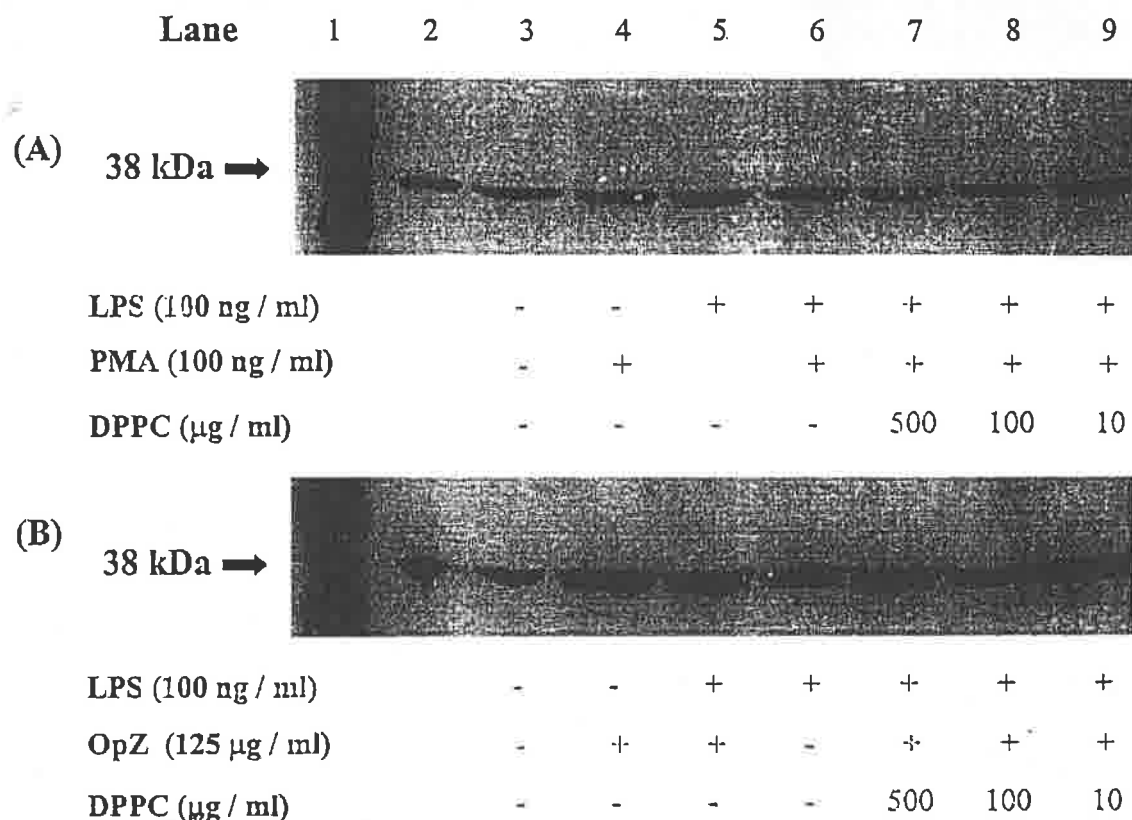 Lane 1 2 3 4 5 6 7 8 9
(A) 38 kDa
LPS (100 ng / ml) - - + + + + +
PMA (100 ng / ml) - + + + + +
DPPC (μg / ml) - - - - 500 100 10
(B) 38 kDa
LPS (100 ng / ml) - - + + + + +
OpZ (125 μg / ml) - + + - + + +
DPPC (μg / ml) - - - - 500 100 10